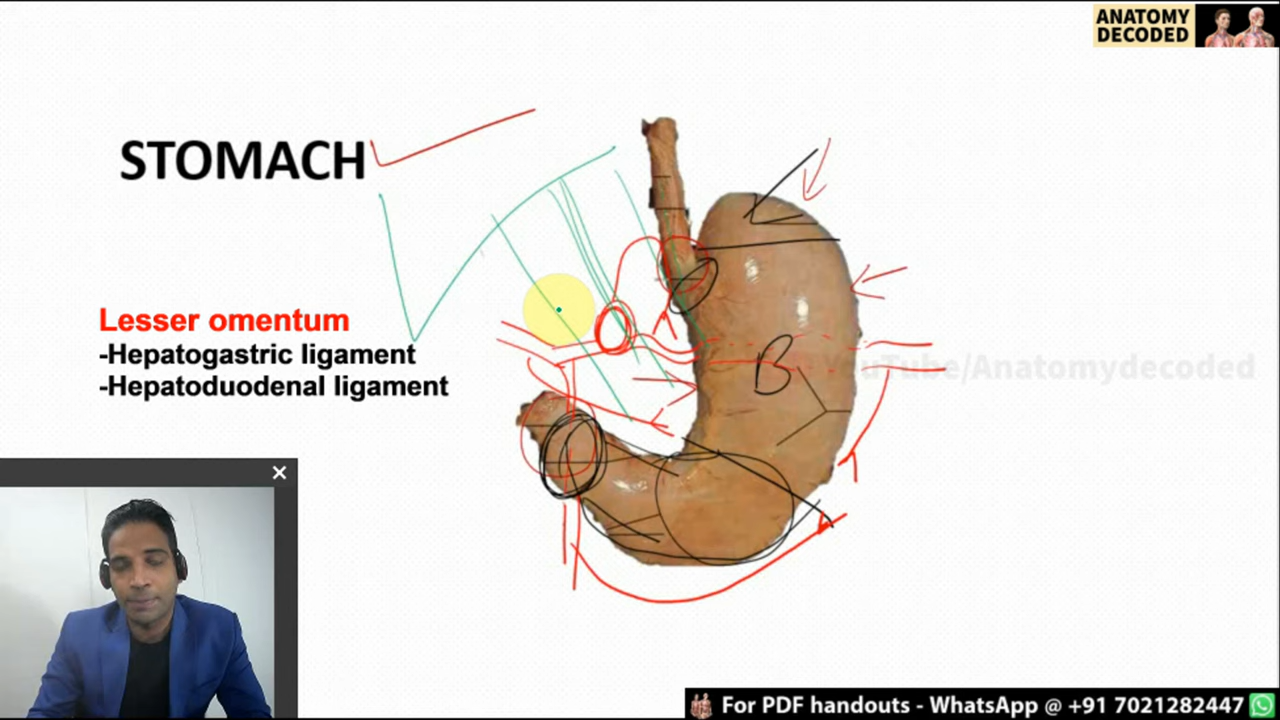 ANATOMY
DECODED
STOMACH
Lesser omentum
-Hepatogastric ligament
-Hepatoduodenal ligament
B
YouTube/Anatomydecoded
For PDF handouts - WhatsApp @ +91 7021282447